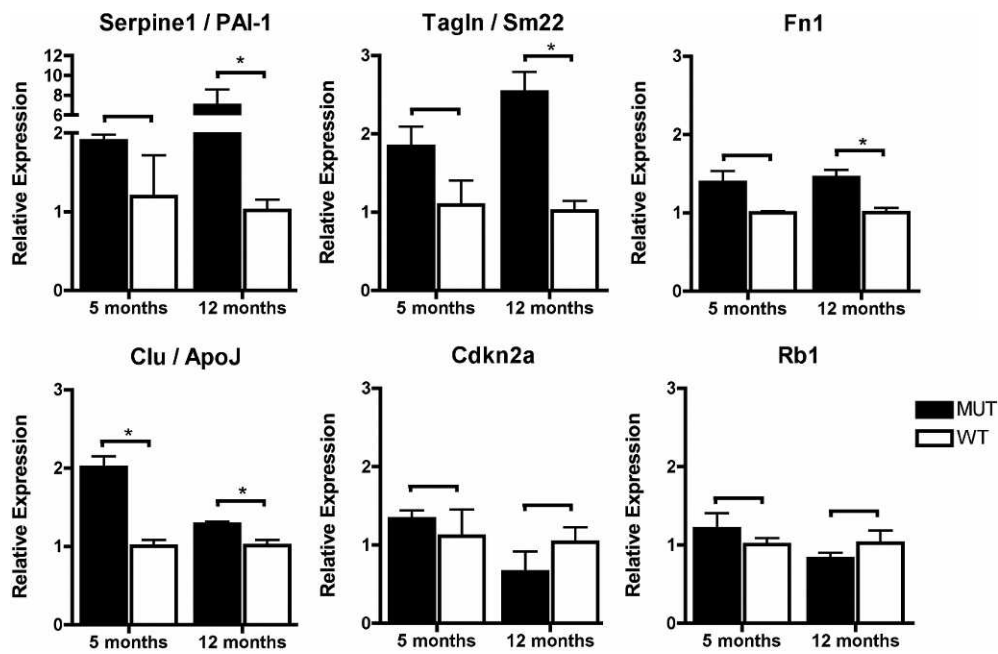 Serpine1 / PAI-1
Relative Expression
12
10
8
6
2
1
0
*
5 months
12 months
Tagln / Sm22
Relative Expression
3
2
1
0
*
5 months
12 months
Fn1
Relative Expression
3
2
1
0
*
5 months
12 months
Clu / ApoJ
Relative Expression
3
2
1
0
*
*
5 months
12 months
Cdkn2a
Relative Expression
3
2
1
0
5 months
12 months
Rb1
Relative Expression
3
2
1
0
5 months
12 months
MUT
WT